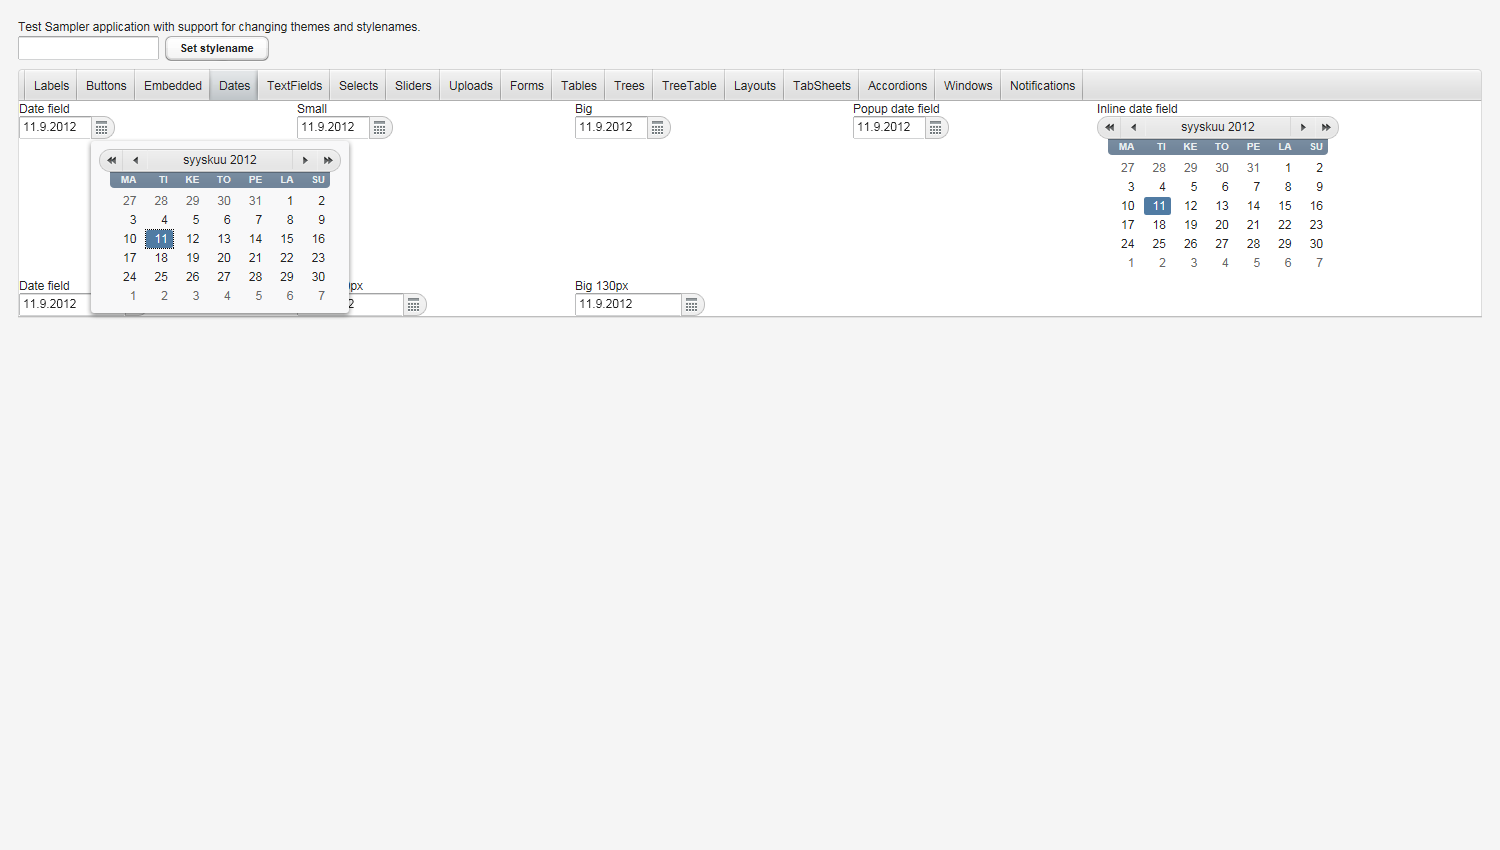 Test Sampler application with support for changing themes and stylenames.
Set stylename
Labels Buttons Embedded Dates TextFields Selects Sliders Uploads Forms Tables Trees TreeTable Layouts TabSheets Accordions Windows Notifications
Date field Small Big Popup date field Inline date field
11.9.2012 11.9.2012 11.9.2012 11.9.2012
syyskuu 2012
MA TI KE TO PE LA SU
27 28 29 30 31 1 2
3 4 5 6 7 8 9
10 11 12 13 14 15 16
17 18 19 20 21 22 23
24 25 26 27 28 29 30
1 2 3 4 5 6 7
syyskuu 2012
MA TI KE TO PE LA SU
27 28 29 30 31 1 2
3 4 5 6 7 8 9
10 11 12 13 14 15 16
17 18 19 20 21 22 23
24 25 26 27 28 29 30
1 2 3 4 5 6 7
Date field px Big 130px
11.9.2012 2 11.9.2012